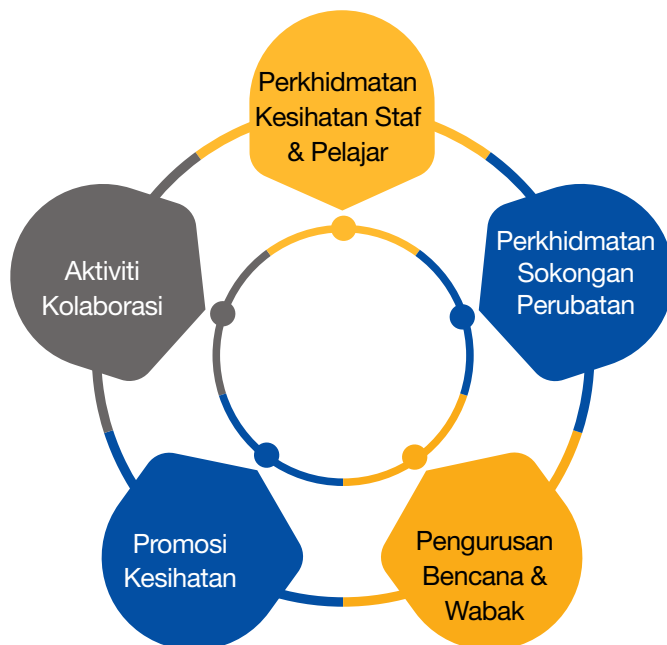 Perkhidmatan
Kesihatan Staf
& Pelajar
Perkhidmatan
Sokongan
Perubatan
Pengurusan
Bencana &
Wabak
Promosi
Kesihatan
Aktiviti
Kolaborasi